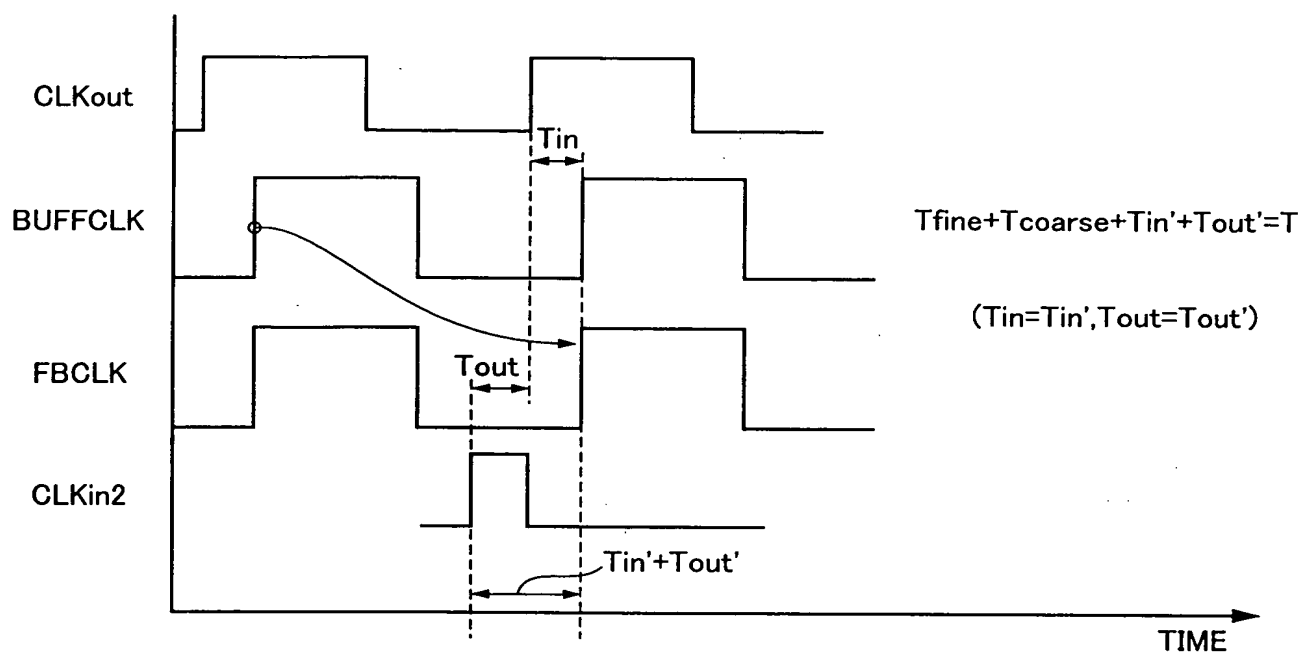 CLKout
Tin
BUFFCLK
Tfine+Tcoarse+Tin'+Tout'=T
(Tin=Tin',Tout=Tout')
FBCLK
Tout
CLKin2
Tin'+Tout'
TIME